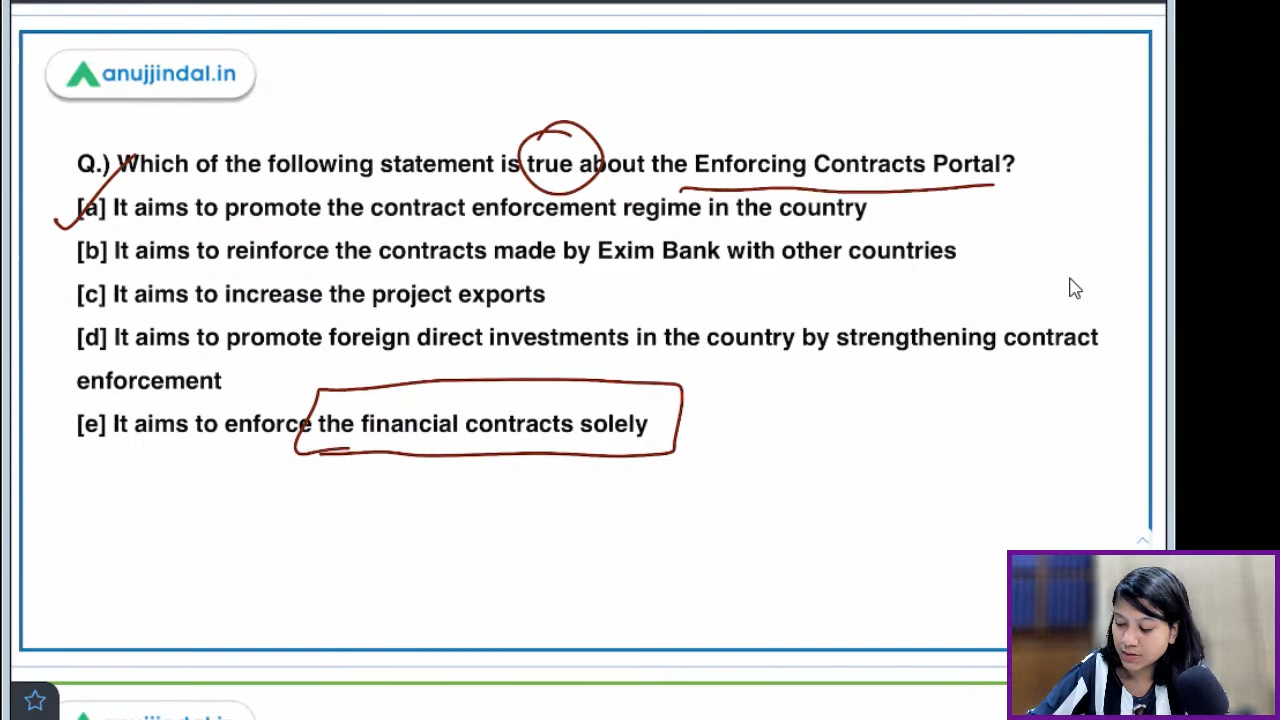 anujjindal.in
Q.) Which of the following statement is true about the Enforcing Contracts Portal?
[a] It aims to promote the contract enforcement regime in the country
[b] It aims to reinforce the contracts made by Exim Bank with other countries
[c] It aims to increase the project exports
[d] It aims to promote foreign direct investments in the country by strengthening contract
enforcement
[e] It aims to enforce the financial contracts solely
anujjindal.in